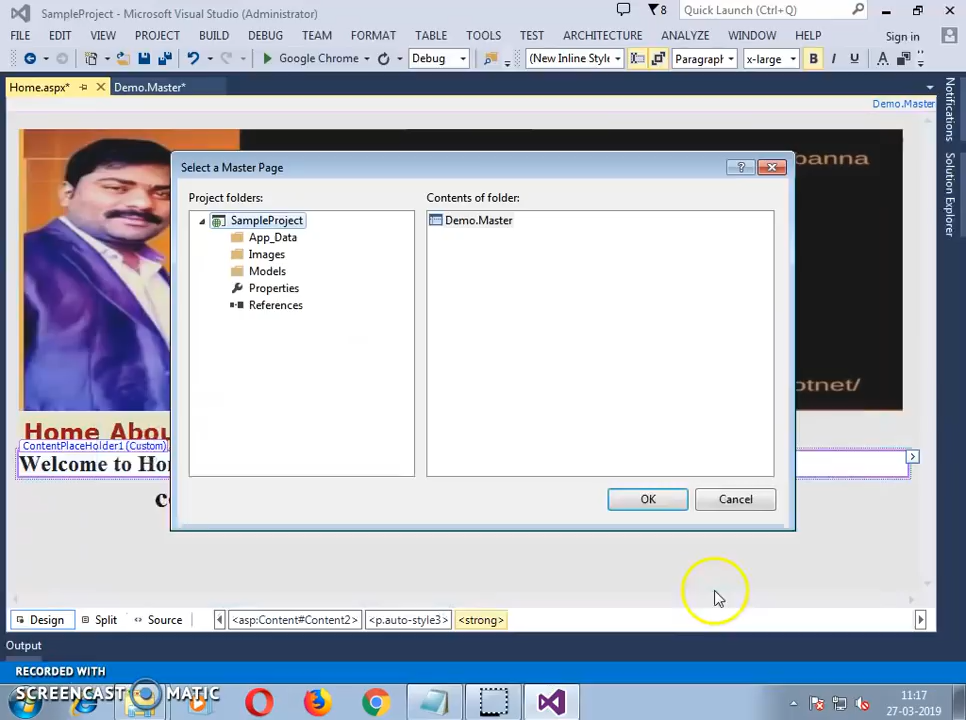 SampleProject - Microsoft Visual Studio (Administrator)
8
Quick Launch (Ctrl+Q)
FILE EDIT VIEW PROJECT BUILD DEBUG TEAM FORMAT TABLE TOOLS TEST ARCHITECTURE ANALYZE WINDOW HELP Sign in
Google Chrome Debug (New Inline Style Paragraph x-large B I U A
Home.aspx* Demo.Master*
Demo.Master
Notifications
Solution Explorer
Select a Master Page
Project folders:
Contents of folder:
SampleProject
App_Data
Images
Models
Properties
References
Demo.Master
OK Cancel
Home
ContentPlaceHolder1 (Custom)
Welcome to
Design Split Source <asp:Content#Content2> <p.auto-style3> <strong>
Output
RECORDED WITH
SCREENCAST MATIC
11:17
27-03-2019